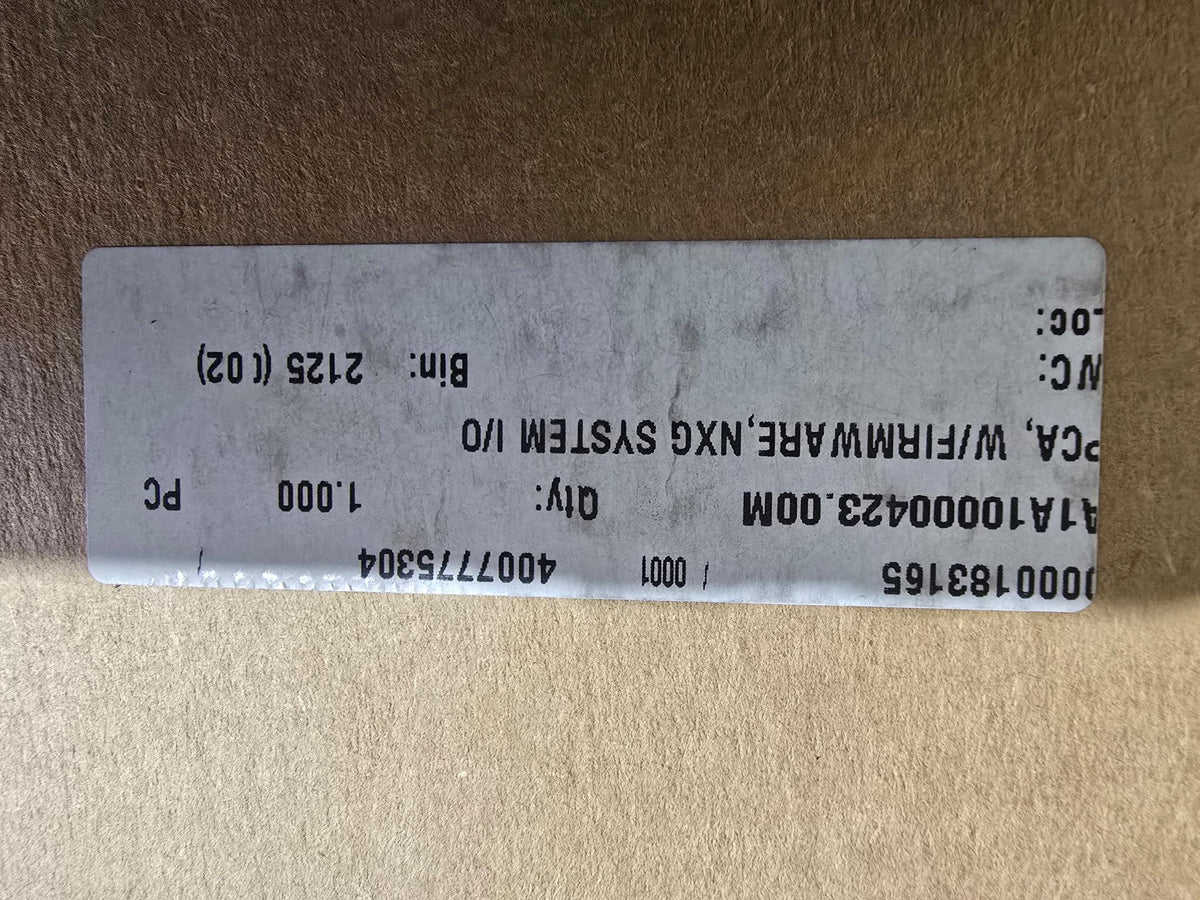 0000183165 / 0001 4007775304 /
A1A10000423.00M Qty: 1.000 PC
PCA, W/FIRMWARE,NXG SYSTEM I/O
WC: Bin: 2125 (t 02)
Loc: